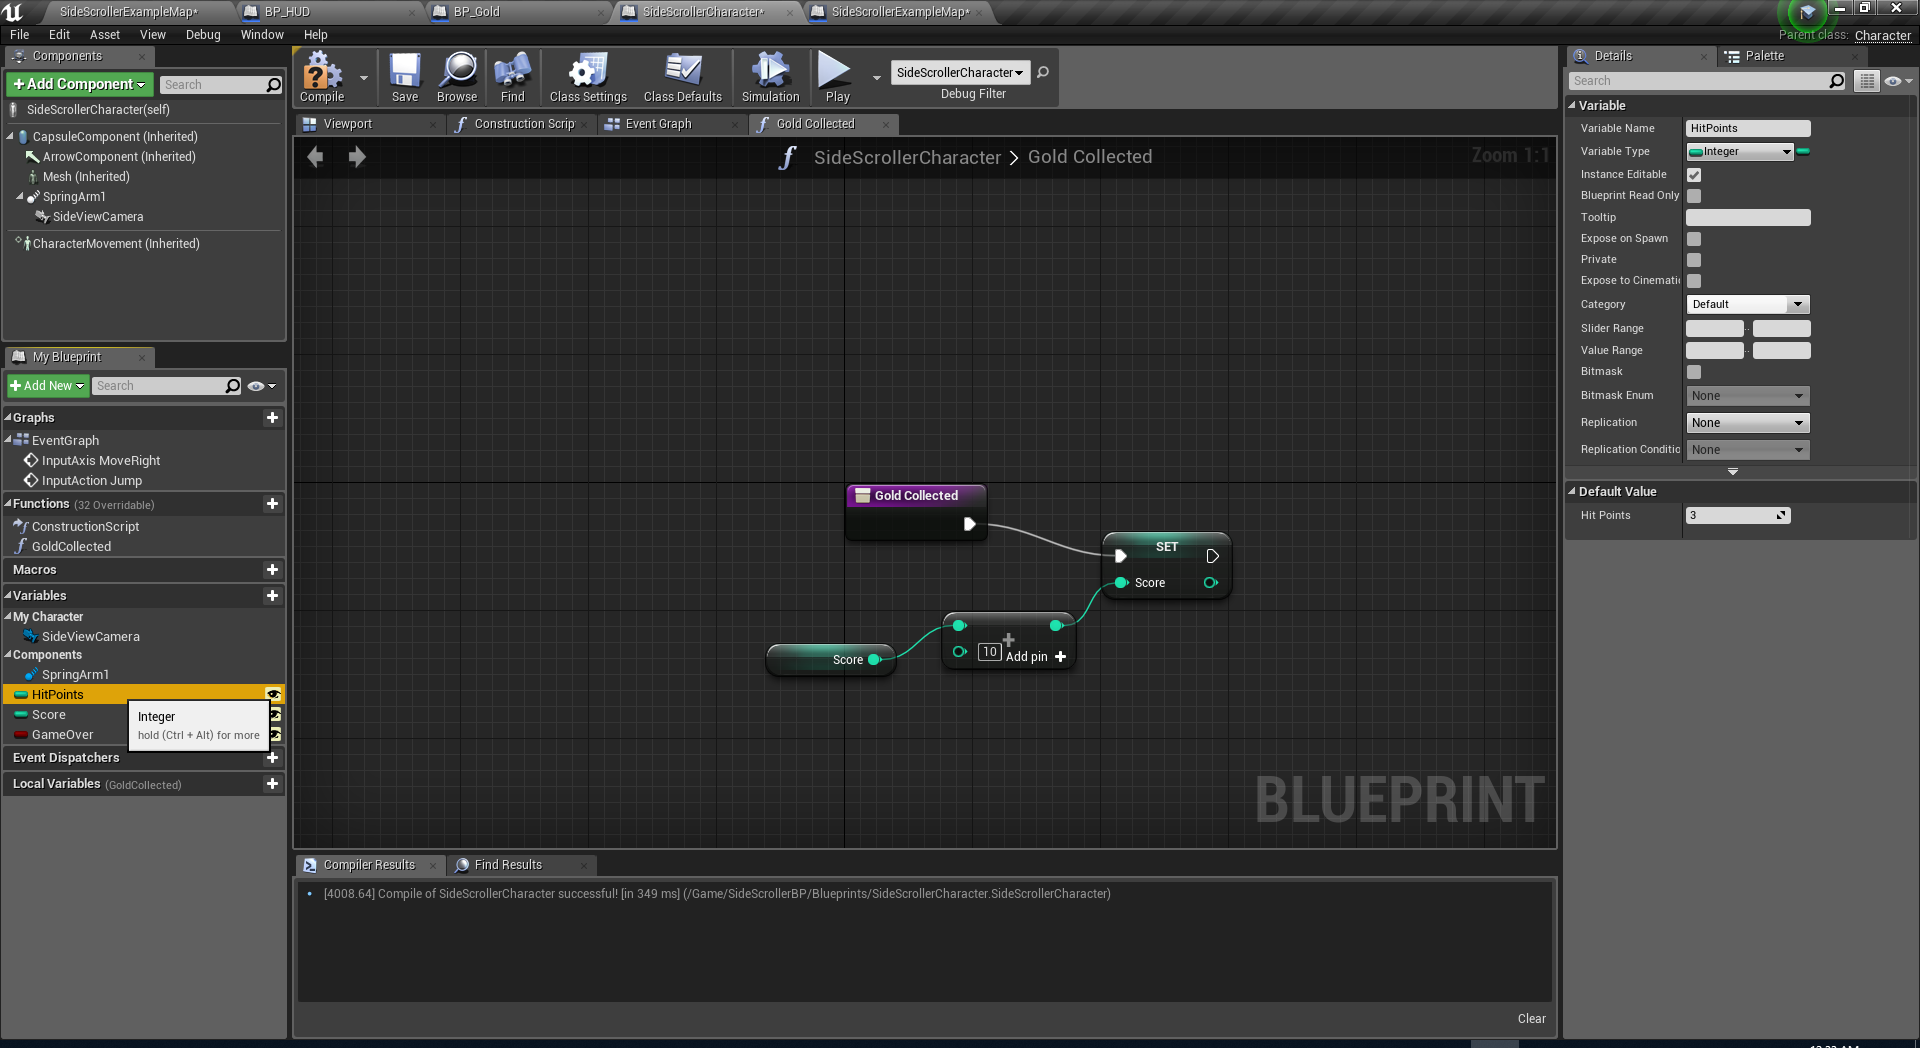 SideScrollerExampleMap*
BP_HUD
BP_Gold
SideScrollerCharacter*
SideScrollerExampleMap*
File Edit Asset View Debug Window Help
Parent class: Character
Components
+Add Component
Search
SideScrollerCharacter(self)
CapsuleComponent (Inherited)
ArrowComponent (Inherited)
Mesh (Inherited)
SpringArm1
SideViewCamera
CharacterMovement (Inherited)
My Blueprint
+Add New
Search
Graphs
EventGraph
InputAxis MoveRight
InputAction Jump
Functions (32 Overridable)
ConstructionScript
GoldCollected
Macros
Variables
My Character
SideViewCamera
Components
SpringArm1
HitPoints
Score
GameOver
Integer
hold (Ctrl + Alt) for more
Event Dispatchers
Local Variables (GoldCollected)
Compile
Save
Browse
Find
Class Settings
Class Defaults
Simulation
Play
SideScrollerCharacter
Debug Filter
Viewport
Construction Scrip
Event Graph
Gold Collected
SideScrollerCharacter > Gold Collected
Zoom 1:1
Gold Collected
SET
Score
Score
10
Add pin +
BLUEPRINT
Compiler Results
Find Results
[4008.64] Compile of SideScrollerCharacter successful! [in 349 ms] (/Game/SideScrollerBP/Blueprints/SideScrollerCharacter.SideScrollerCharacter)
Clear
Details
Palette
Search
Variable
Variable Name HitPoints
Variable Type Integer
Instance Editable
Blueprint Read Only
Tooltip
Expose on Spawn
Private
Expose to Cinemati
Category Default
Slider Range
Value Range
Bitmask
Bitmask Enum None
Replication None
Replication Conditio None
Default Value
Hit Points 3